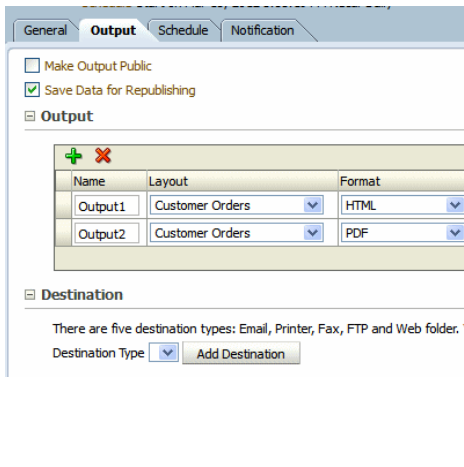 General Output Schedule Notification
Make Output Public
Save Data for Republishing
Output
Name Layout Format
Output1 Customer Orders HTML
Output2 Customer Orders PDF
Destination
There are five destination types: Email, Printer, Fax, FTP and Web folder.
Destination Type Add Destination